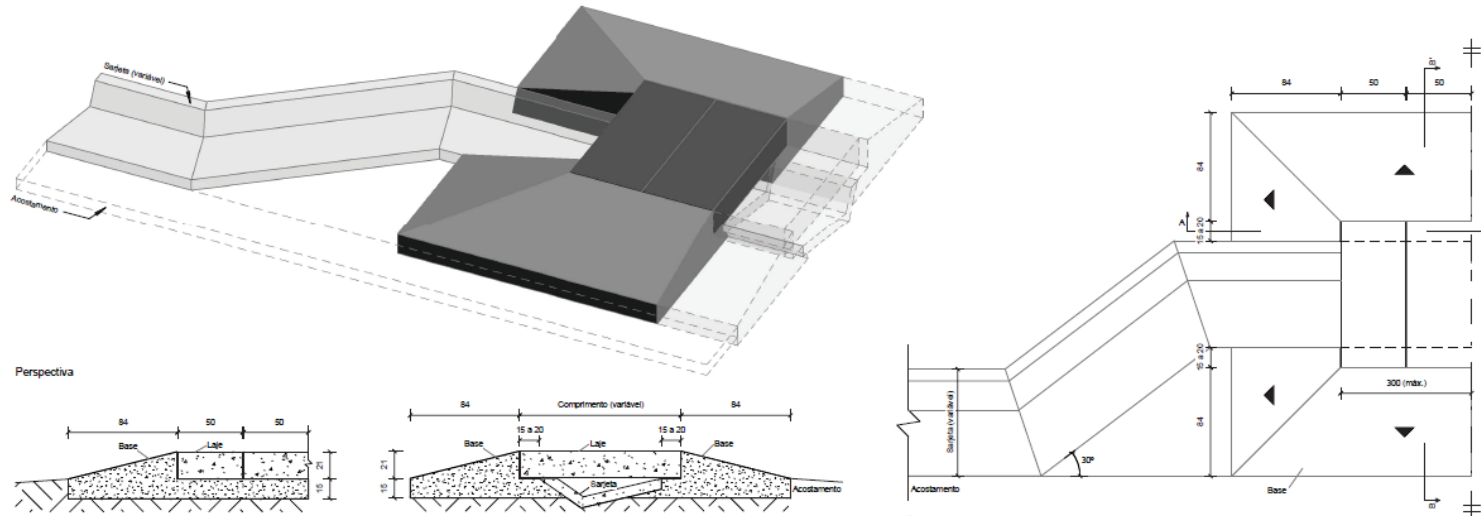 Sarjeta (variável)
Acostamento
Perspectiva
84
50
50
Base
Laje
21
15
84
Comprimento (variável)
84
15 a 20
15 a 20
Base
Laje
Base
21
15
Sarjeta
Acostamento
B'
84
50
50
84
A
15 a 20
15 a 20
300 (máx.)
84
Sarjeta (variável)
30º
Acostamento
Base
B